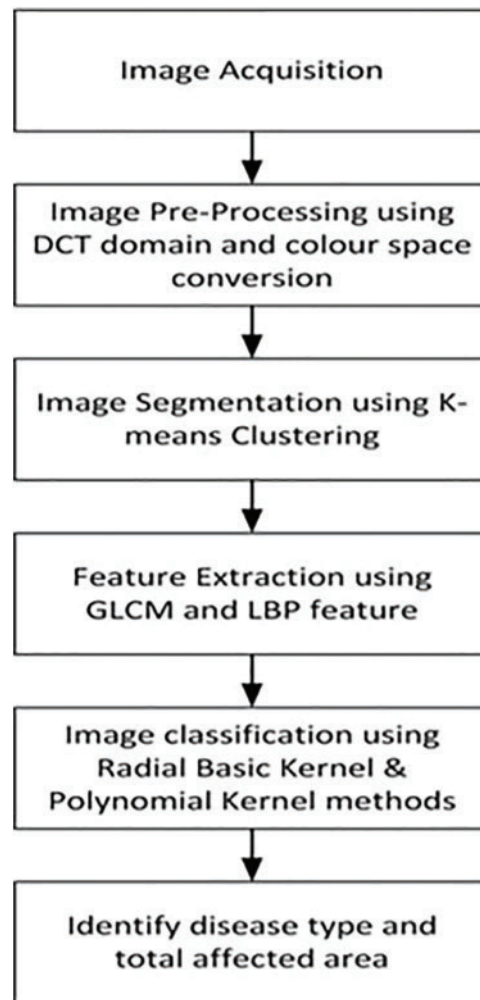 Image Acquisition
Image Pre-Processing using
DCT domain and colour space
conversion
Image Segmentation using K-
means Clustering
Feature Extraction using
GLCM and LBP feature
Image classification using
Radial Basic Kernel &
Polynomial Kernel methods
Identify disease type and
total affected area